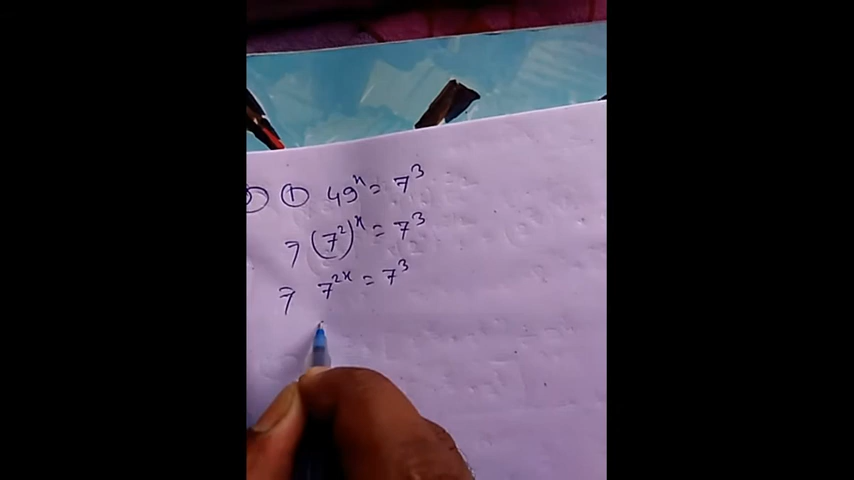 ① 49ˣ = 7³
⇒ (7²)ˣ = 7³
⇒ 7²ˣ = 7³